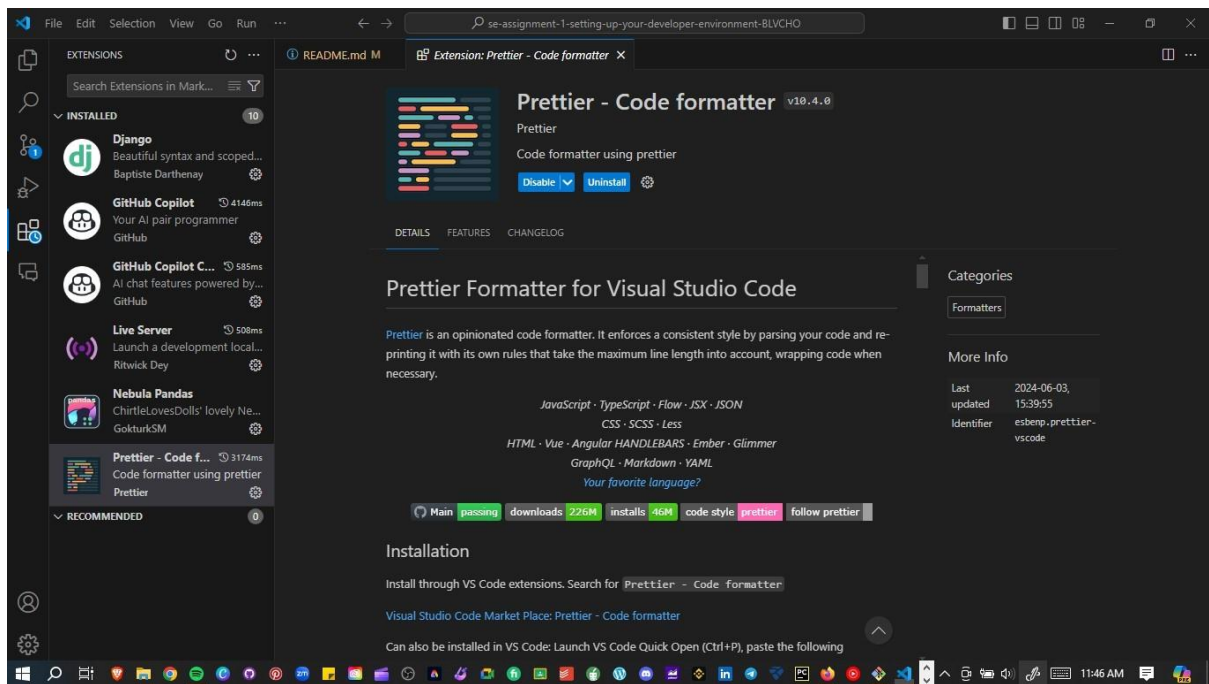 File Edit Selection View Go Run ...
se-assignment-1-setting-up-your-developer-environment-BLVCHO
EXTENSIONS
README.md M
Extension: Prettier - Code formatter
Search Extensions in Mark...
INSTALLED 10
Django
Beautiful syntax and scoped...
Baptiste Darthenay
GitHub Copilot 4146ms
Your AI pair programmer
GitHub
GitHub Copilot C... 585ms
AI chat features powered by...
GitHub
Live Server 508ms
Launch a development local...
Ritwick Dey
Nebula Pandas
ChirtleLovesDolls' lovely Ne...
GokturkSM
Prettier - Code f... 3174ms
Code formatter using prettier
Prettier
RECOMMENDED 0
1
Prettier - Code formatter v10.4.0
Prettier
Code formatter using prettier
Disable Uninstall
DETAILS FEATURES CHANGELOG
Prettier Formatter for Visual Studio Code
Prettier is an opinionated code formatter. It enforces a consistent style by parsing your code and re-
printing it with its own rules that take the maximum line length into account, wrapping code when
necessary.
JavaScript · TypeScript · Flow · JSX · JSON
CSS · SCSS · Less
HTML · Vue · Angular HANDLEBARS · Ember · Glimmer
GraphQL · Markdown · YAML
Your favorite language?
Main passing downloads 226M installs 46M code style prettier follow prettier
Installation
Install through VS Code extensions. Search for Prettier - Code formatter
Visual Studio Code Market Place: Prettier - Code formatter
Can also be installed in VS Code: Launch VS Code Quick Open (Ctrl+P), paste the following
Categories
Formatters
More Info
Last updated 2024-06-03, 15:39:55
Identifier esbenp.prettier-vscode
11:46 AM